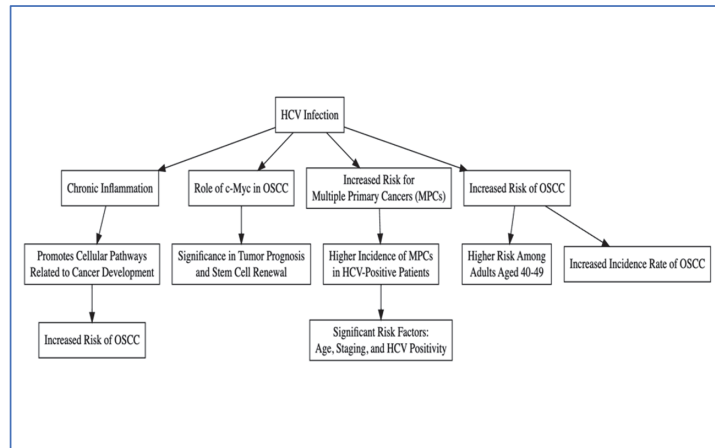 HCV Infection
Chronic Inflammation
Role of c-Myc in OSCC
Increased Risk for
Multiple Primary Cancers (MPCs)
Increased Risk of OSCC
Promotes Cellular Pathways
Related to Cancer Development
Significance in Tumor Prognosis
and Stem Cell Renewal
Higher Incidence of MPCs
in HCV-Positive Patients
Higher Risk Among
Adults Aged 40-49
Increased Incidence Rate of OSCC
Increased Risk of OSCC
Significant Risk Factors:
Age, Staging, and HCV Positivity